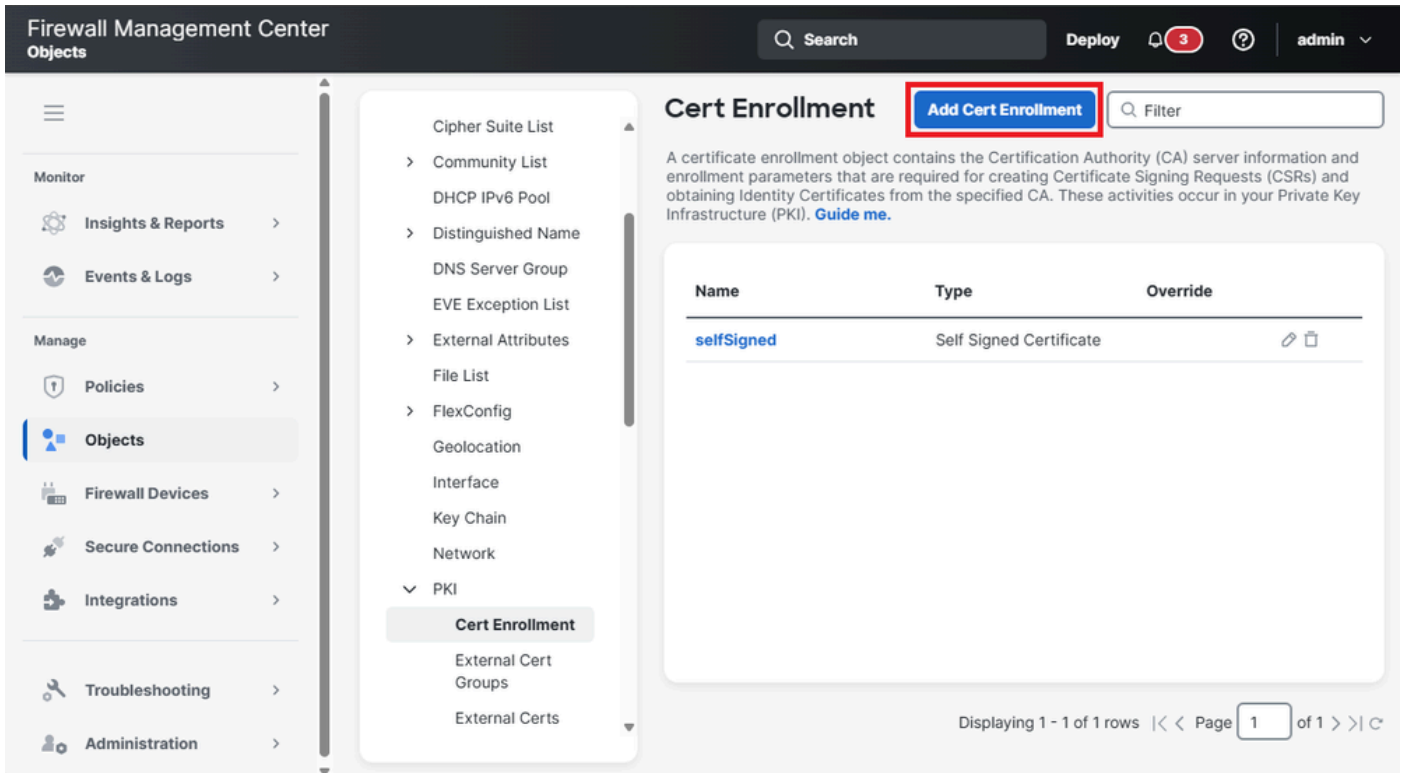 Firewall Management Center
Objects
Search
Deploy
3
admin
Monitor
Insights & Reports
Events & Logs
Manage
Policies
Objects
Firewall Devices
Secure Connections
Integrations
Troubleshooting
Administration
Cipher Suite List
Community List
DHCP IPv6 Pool
Distinguished Name
DNS Server Group
EVE Exception List
External Attributes
File List
FlexConfig
Geolocation
Interface
Key Chain
Network
PKI
Cert Enrollment
External Cert
Groups
External Certs
Cert Enrollment
Add Cert Enrollment
Filter
A certificate enrollment object contains the Certification Authority (CA) server information and
enrollment parameters that are required for creating Certificate Signing Requests (CSRs) and
obtaining Identity Certificates from the specified CA. These activities occur in your Private Key
Infrastructure (PKI). Guide me.
Name Type Override
selfSigned Self Signed Certificate
Displaying 1 - 1 of 1 rows |< < Page 1 of 1 > >|